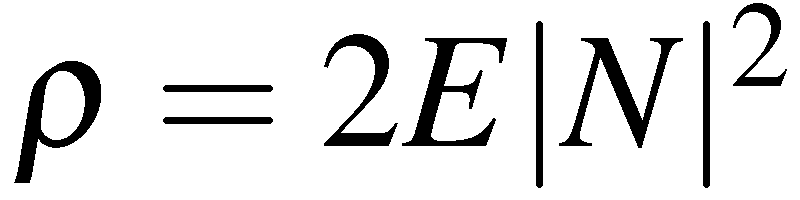 ρ = 2E|N|²